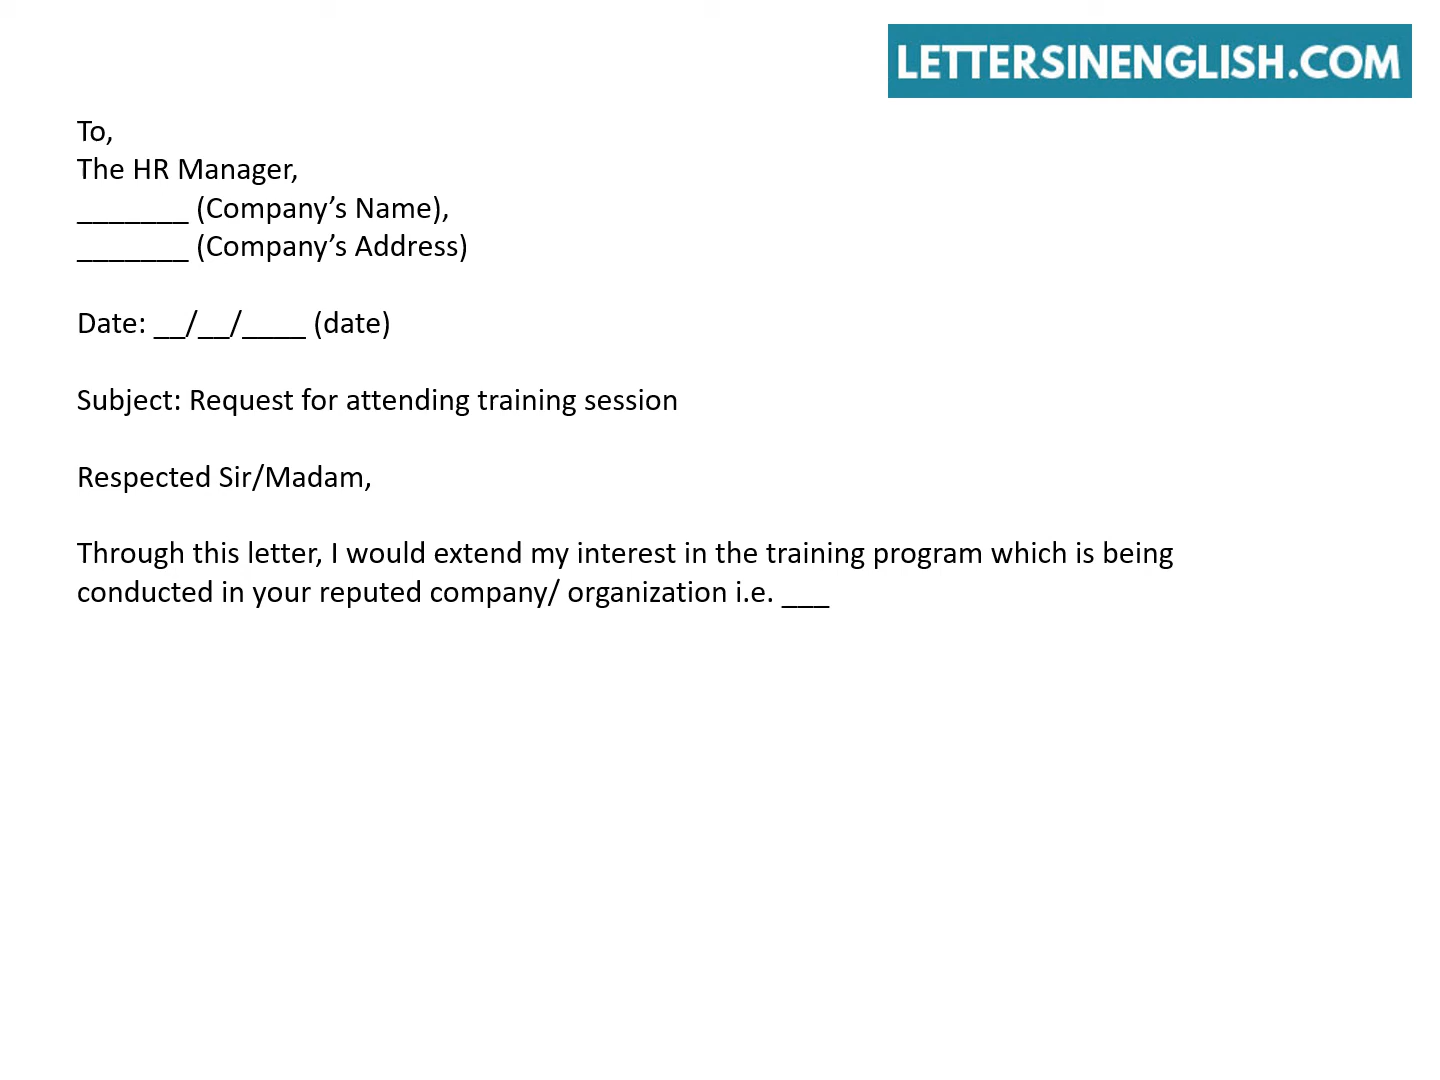 LETTERSINENGLISH.COM
To,
The HR Manager,
_______ (Company’s Name),
_______ (Company’s Address)
Date: __/__/____ (date)
Subject: Request for attending training session
Respected Sir/Madam,
Through this letter, I would extend my interest in the training program which is being
conducted in your reputed company/ organization i.e. ___